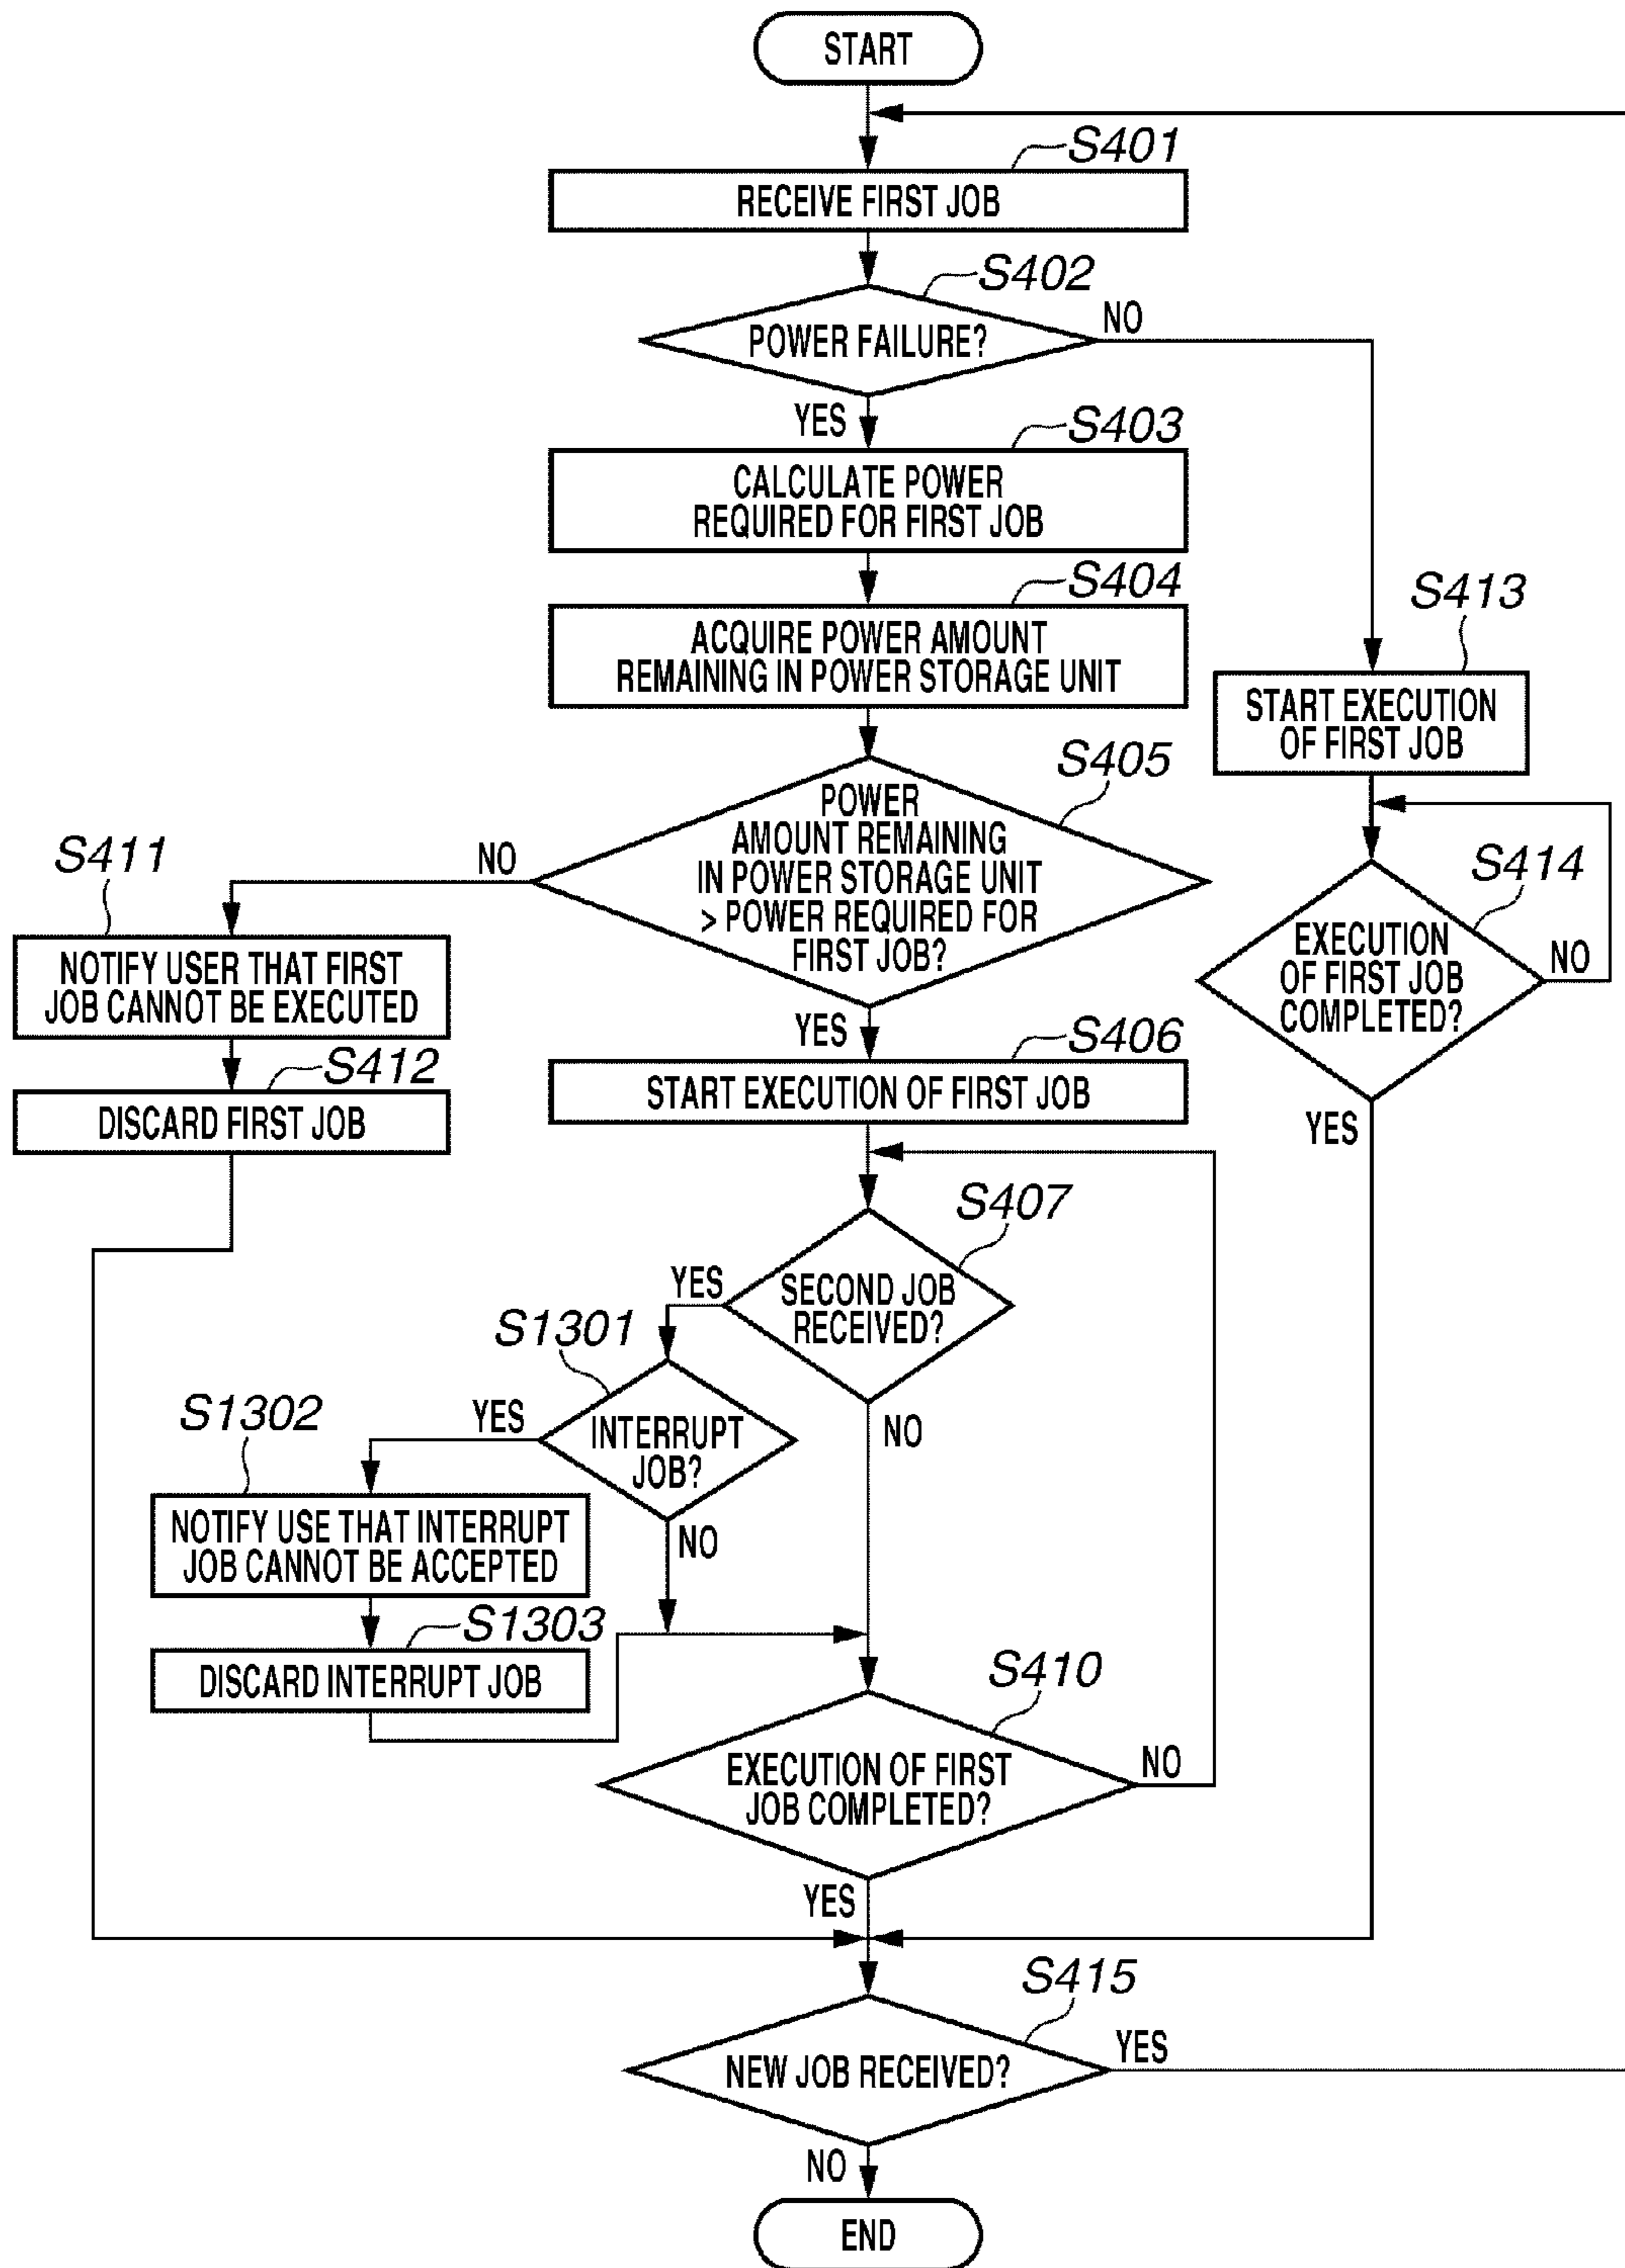 START
S401
RECEIVE FIRST JOB
S402
POWER FAILURE?
NO
YES
S403
CALCULATE POWER
REQUIRED FOR FIRST JOB
S404
ACQUIRE POWER AMOUNT
REMAINING IN POWER STORAGE UNIT
S413
START EXECUTION
OF FIRST JOB
S405
POWER
AMOUNT REMAINING
IN POWER STORAGE UNIT
> POWER REQUIRED FOR
FIRST JOB?
NO
YES
S411
NOTIFY USER THAT FIRST
JOB CANNOT BE EXECUTED
S412
DISCARD FIRST JOB
S414
EXECUTION
OF FIRST JOB
COMPLETED?
NO
YES
S406
START EXECUTION OF FIRST JOB
S407
SECOND JOB
RECEIVED?
YES
NO
S1301
INTERRUPT
JOB?
YES
NO
S1302
NOTIFY USE THAT INTERRUPT
JOB CANNOT BE ACCEPTED
S1303
DISCARD INTERRUPT JOB
S410
EXECUTION OF FIRST
JOB COMPLETED?
NO
YES
S415
NEW JOB RECEIVED?
YES
NO
END